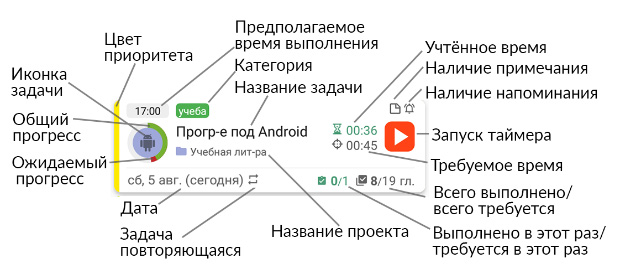 Цвет
приоритета
Предполагаемое
время выполнения
Категория
Название задачи
Учтённое время
Наличие примечания
Наличие напоминания
Иконка
задачи
Общий
прогресс
Ожидаемый
прогресс
17:00
учеба
Прогр-е под Android
Учебная лит-ра
00:36
00:45
Запуск таймера
Требуемое время
сб, 5 авг. (сегодня)
0/1
8/19 гл.
Всего выполнено/
всего требуется
Дата
Задача
повторяющаяся
Название проекта
Выполнено в этот раз/
требуется в этот раз